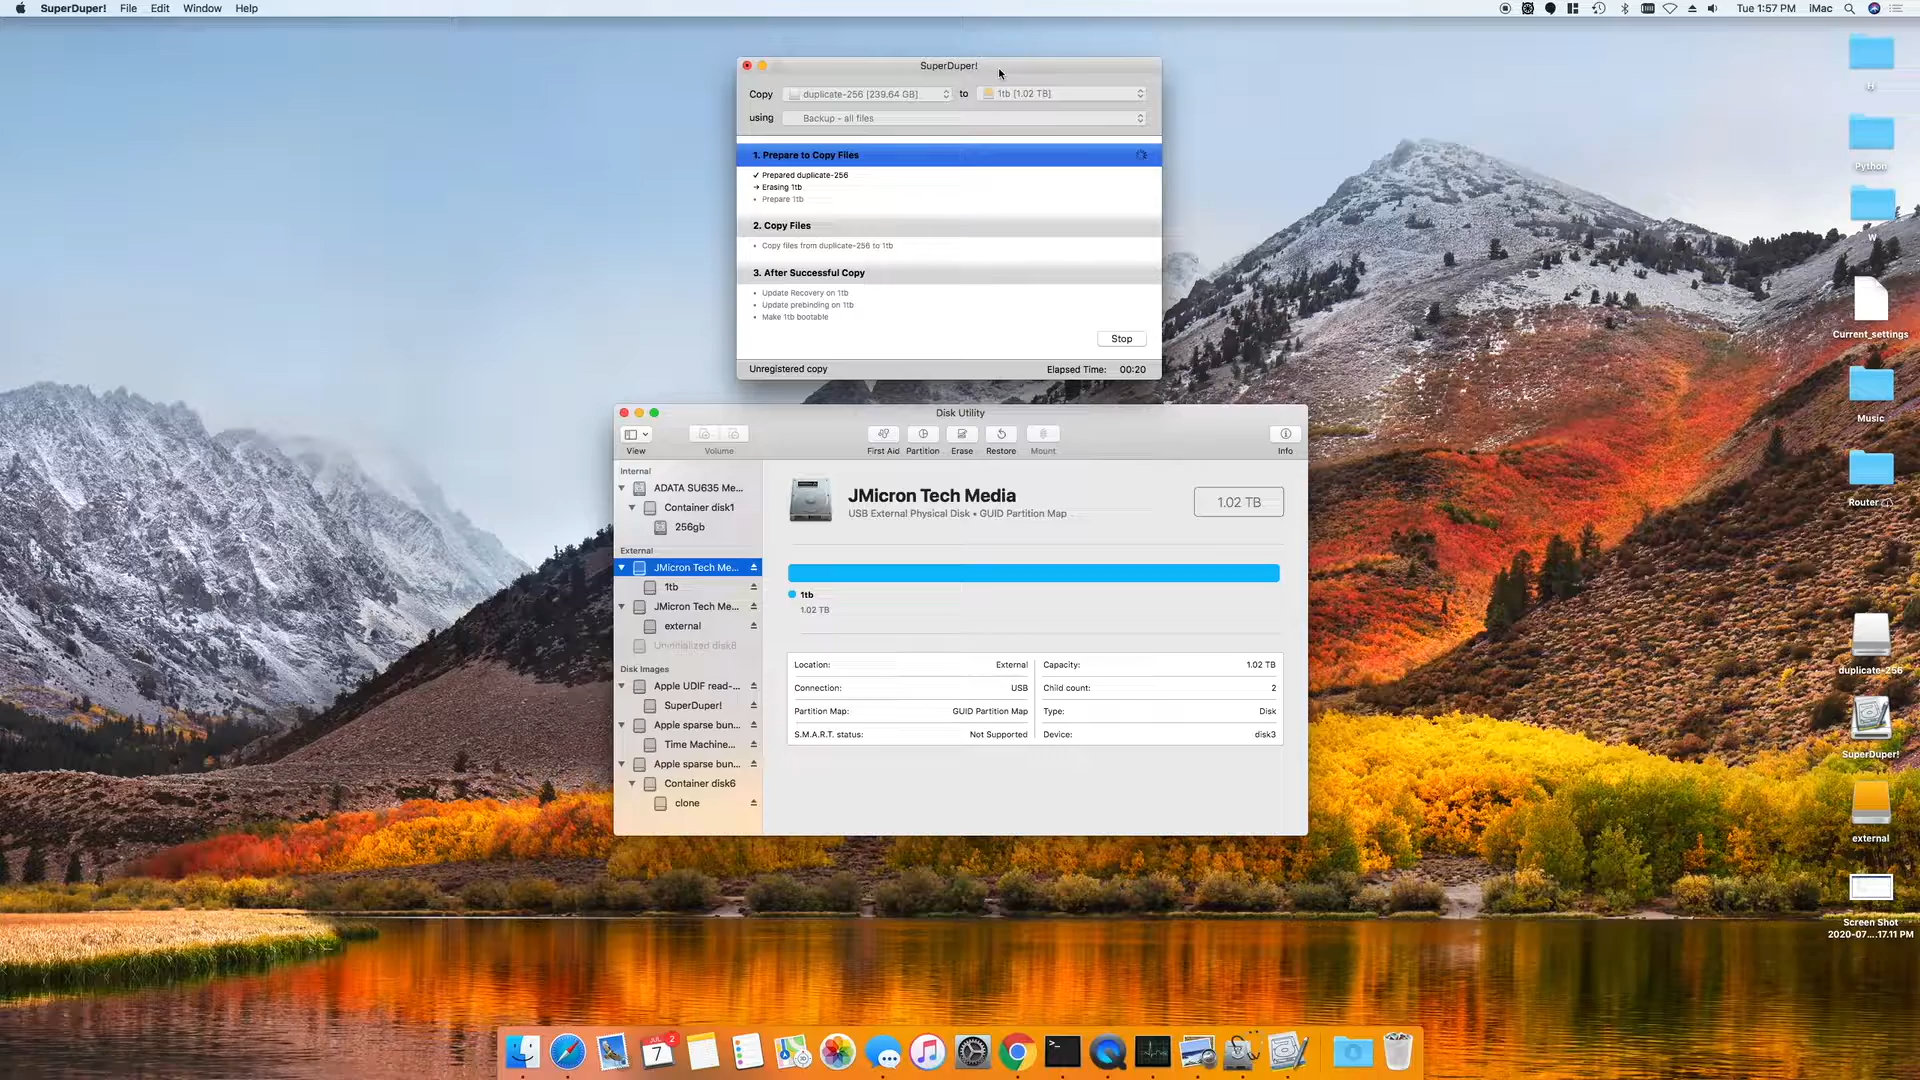 SuperDuper! File Edit Window Help
Tue 1:57 PM iMac
SuperDuper!
Copy duplicate-256 [239.64 GB] to 1tb [1.02 TB]
using Backup - all files
1. Prepare to Copy Files
✓ Prepared duplicate-256
→ Erasing 1tb
• Prepare 1tb
2. Copy Files
• Copy files from duplicate-256 to 1tb
3. After Successful Copy
• Update Recovery on 1tb
• Update prebinding on 1tb
• Make 1tb bootable
Stop
Unregistered copy Elapsed Time: 00:20
Disk Utility
View Volume First Aid Partition Erase Restore Mount Info
Internal
ADATA SU635 Me...
Container disk1
256gb
External
JMicron Tech Me...
1tb
JMicron Tech Me...
external
Uninitialized disk8
Disk Images
Apple UDIF read-...
SuperDuper!
Apple sparse bun...
Time Machine...
Apple sparse bun...
Container disk6
clone
JMicron Tech Media
USB External Physical Disk • GUID Partition Map
1.02 TB
1tb
1.02 TB
Location: External
Connection: USB
Partition Map: GUID Partition Map
S.M.A.R.T. status: Not Supported
Capacity: 1.02 TB
Child count: 2
Type: Disk
Device: disk3
H
Python
W
Current_settings
Music
Router
duplicate-256
SuperDuper!
external
Screen Shot
2020-07....17.11 PM
JUL
7
2
3D